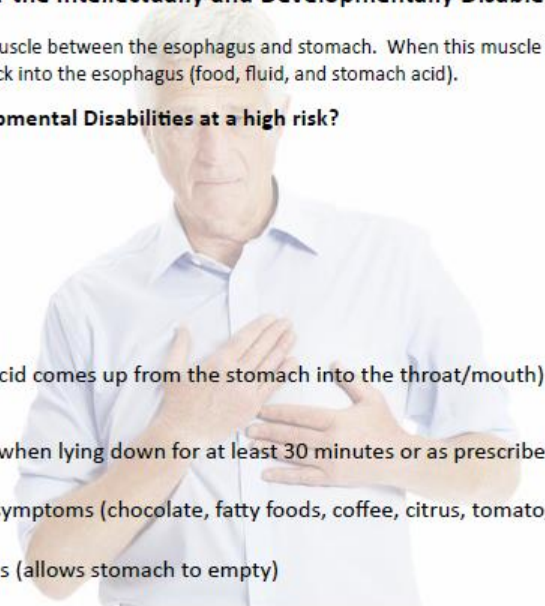 the Intellectually and Developmentally Disable
uscle between the esophagus and stomach. When this muscle
ck into the esophagus (food, fluid, and stomach acid).
pmental Disabilities at a high risk?
cid comes up from the stomach into the throat/mouth)
when lying down for at least 30 minutes or as prescribe
symptoms (chocolate, fatty foods, coffee, citrus, tomato
s (allows stomach to empty)